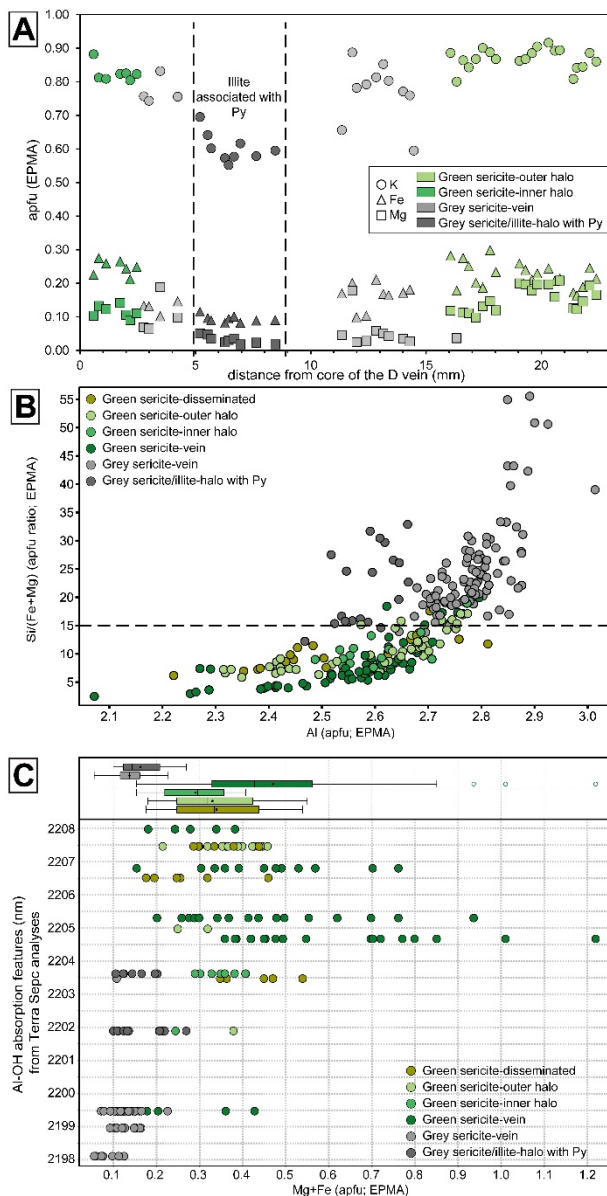 A
apfu (EPMA)
1.00
0.90
0.80
0.70
0.60
0.50
0.40
0.30
0.20
0.10
0.00
Illite
associated with
Py
K
Fe
Mg
Green sericite-outer halo
Green sericite-inner halo
Grey sericite-vein
Grey sericite/illite-halo with Py
0 5 10 15 20
distance from core of the D vein (mm)
B
Si/(Fe+Mg) (apfu ratio; EPMA)
55
50
45
40
35
30
25
20
15
10
5
Green sericite-disseminated
Green sericite-outer halo
Green sericite-inner halo
Green sericite-vein
Grey sericite-vein
Grey sericite/illite-halo with Py
2.1 2.2 2.3 2.4 2.5 2.6 2.7 2.8 2.9 3.0
Al (apfu; EPMA)
C
Al-OH absorption features (nm)
from Terra Sepc analyses
2208
2207
2206
2205
2204
2203
2202
2201
2200
2199
2198
Green sericite-disseminated
Green sericite-outer halo
Green sericite-inner halo
Green sericite-vein
Grey sericite-vein
Grey sericite/illite-halo with Py
0.1 0.2 0.3 0.4 0.5 0.6 0.7 0.8 0.9 1.0 1.1 1.2
Mg+Fe (apfu; EPMA)